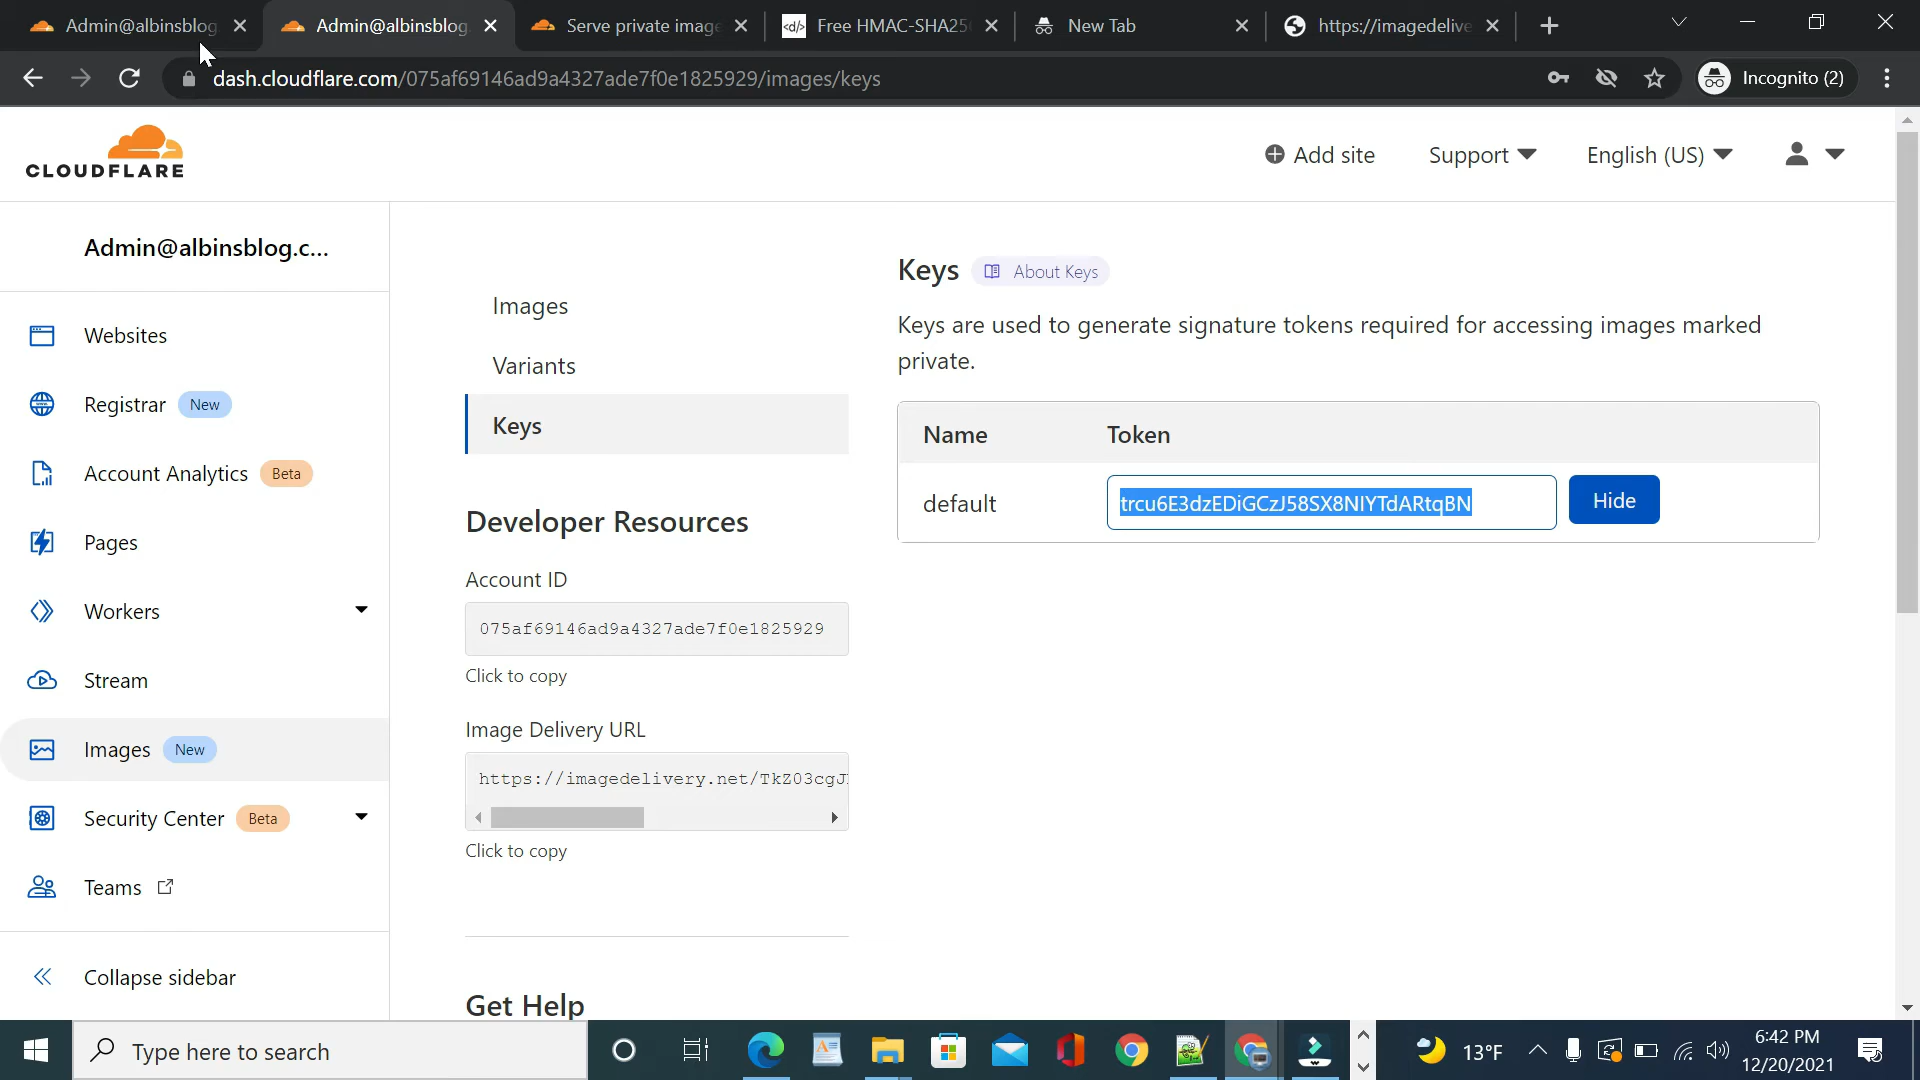 Admin@albinsblog
Admin@albinsblog.
Serve private image
Free HMAC-SHA256
New Tab
https://imagedelive
dash.cloudflare.com/075af69146ad9a4327ade7f0e1825929/images/keys
Incognito (2)
CLOUDFLARE
Add site
Support
English (US)
Admin@albinsblog.c...
Websites
Registrar New
Account Analytics Beta
Pages
Workers
Stream
Images New
Security Center Beta
Teams
Collapse sidebar
Images
Variants
Keys
Developer Resources
Account ID
075af69146ad9a4327ade7f0e1825929
Click to copy
Image Delivery URL
https://imagedelivery.net/TkZ03cgJ
Click to copy
Get Help
Keys About Keys
Keys are used to generate signature tokens required for accessing images marked
private.
Name Token
default trcu6E3dzEDiGCzJ58SX8NIYTdARtqBN Hide
Type here to search
13°F
6:42 PM
12/20/2021